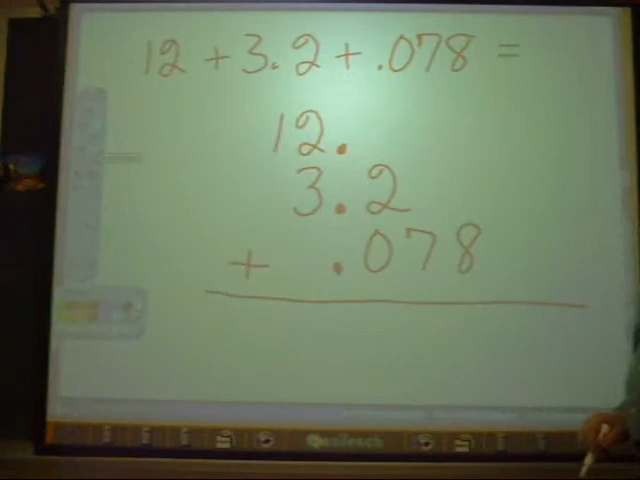 12 + 3.2 + .078 =
12.
3.2
+ .078